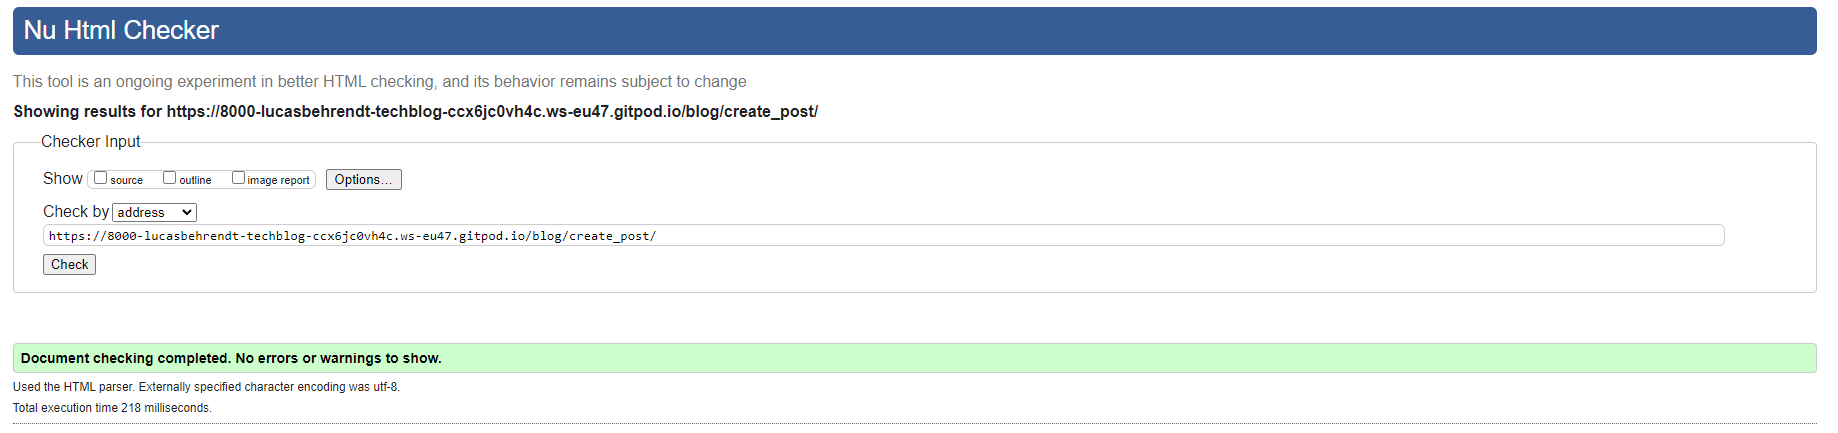 Nu Html Checker
This tool is an ongoing experiment in better HTML checking, and its behavior remains subject to change
Showing results for https://8000-lucasbehrendt-techblog-ccx6jc0vh4c.ws-eu47.gitpod.io/blog/create_post/
Checker Input
Show source outline image report Options...
Check by address
https://8000-lucasbehrendt-techblog-ccx6jc0vh4c.ws-eu47.gitpod.io/blog/create_post/
Check
Document checking completed. No errors or warnings to show.
Used the HTML parser. Externally specified character encoding was utf-8.
Total execution time 218 milliseconds.